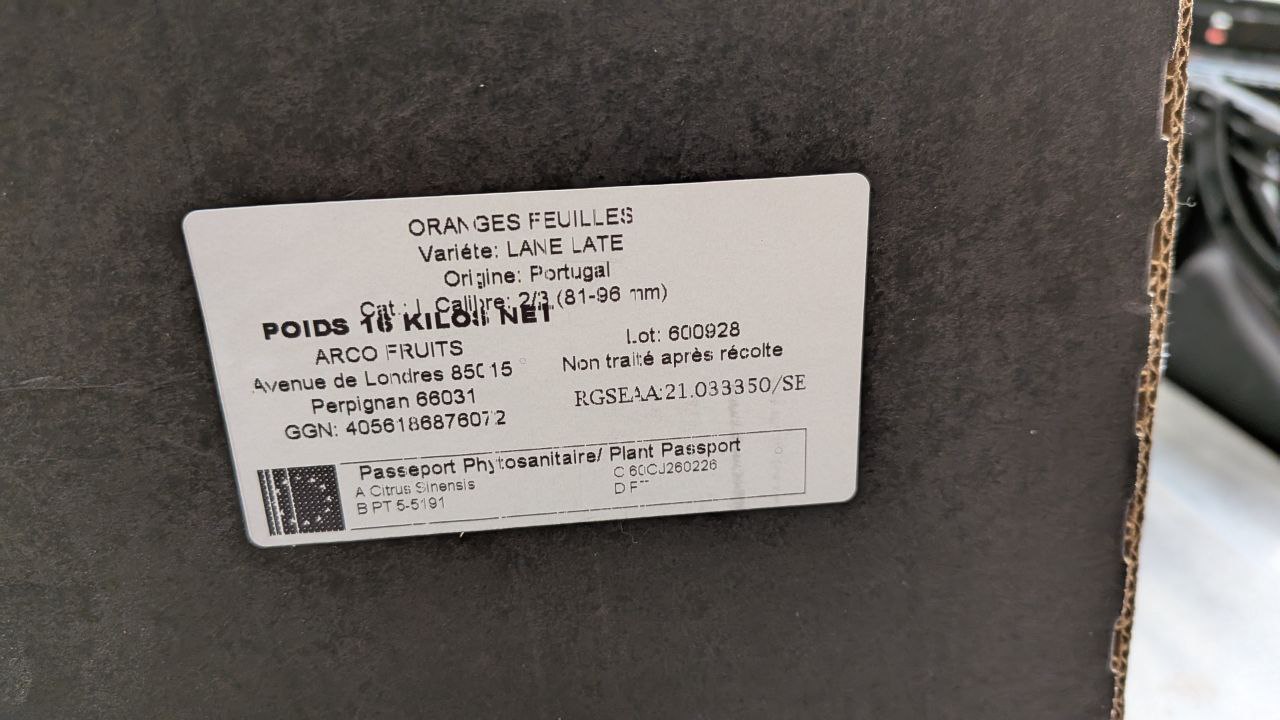 ORANGES FEUILLES
Variéte: LANE LATE
Origine: Portugal
Cat.: I Calibre: 2/3 (81-96 mm)
POIDS KILOS NET
Lot: 600928
ARCO FRUITS
Non traité après récolte
Avenue de Londres 85015
Perpignan 66031
RGSEAA:21.033350/SE
GGN: 4056186876072
Passeport Phytosanitaire/ Plant Passport
A Citrus Sinensis
C 60CJ260226
B PT 5-5191
D